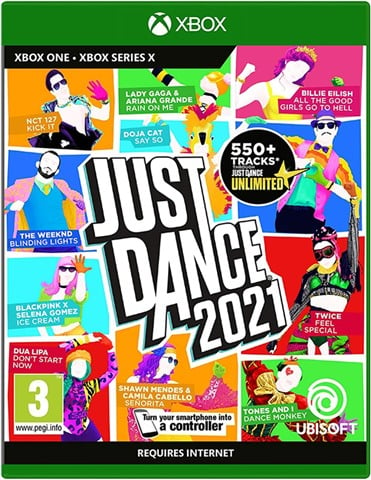 XBOX
XBOX ONE • XBOX SERIES X
NCT 127
KICK IT
LADY GAGA &
ARIANA GRANDE
RAIN ON ME
DOJA CAT
SAY SO
BILLIE EILISH
ALL THE GOOD
GIRLS GO TO HELL
550+
TRACKS*
THROUGH
JUST DANCE
UNLIMITED
THE WEEKND
BLINDING LIGHTS
JUST
DANCE
2021
BLACKPINK X
SELENA GOMEZ
ICE CREAM
TWICE
FEEL
SPECIAL
DUA LIPA
DON'T START
NOW
3
www.pegi.info
SHAWN MENDES &
CAMILA CABELLO
SEÑORITA
Turn your smartphone into
a controller
TONES AND I
DANCE MONKEY
UBISOFT
REQUIRES INTERNET